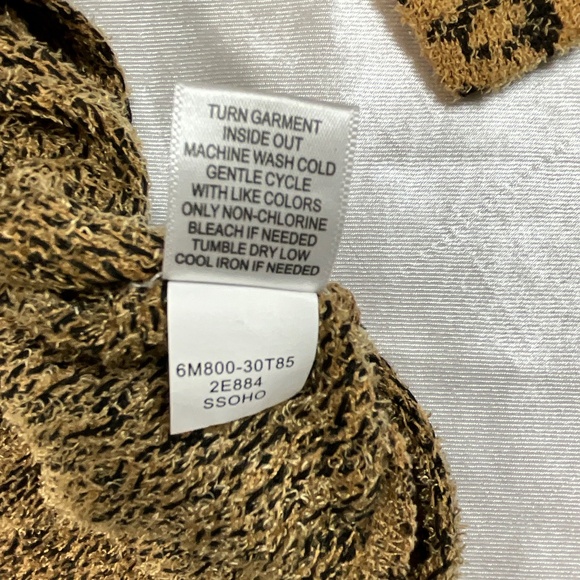 TURN GARMENT
INSIDE OUT
MACHINE WASH COLD
GENTLE CYCLE
WITH LIKE COLORS
ONLY NON-CHLORINE
BLEACH IF NEEDED
TUMBLE DRY LOW
COOL IRON IF NEEDED
6M800-30T85
2E884
SSOHO